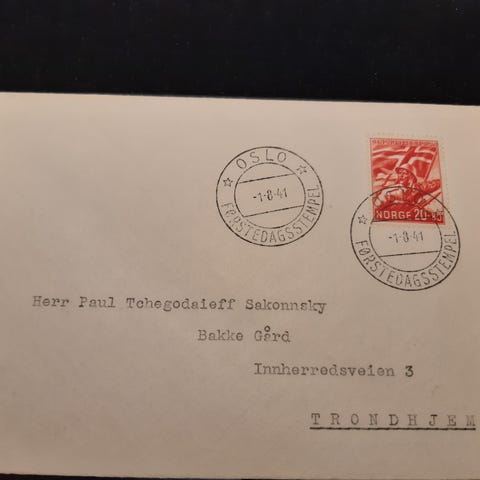 OSLO
-1-8-41
FØRSTEDAGSSTEMPEL
NORGE 20
-1-8-41
FØRSTEDAGSSTEMPEL
Herr Paul Tchegodaieff Sakonnsky
Bakke Gård
Innherredsveien 3
TRONDHJEM